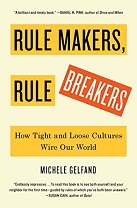 "A brilliant and timely book." —DANIEL H. PINK, author of Drive and When
RULE MAKERS,
RULE
BREAKERS
How Tight and Loose Cultures
Wire Our World
MICHELE GELFAND
"Endlessly impressive ... To read this book is to see both yourself and your
neighbor for the first time—guided by rules of which you've both been unaware."
—SUSAN CAIN, author of Quiet